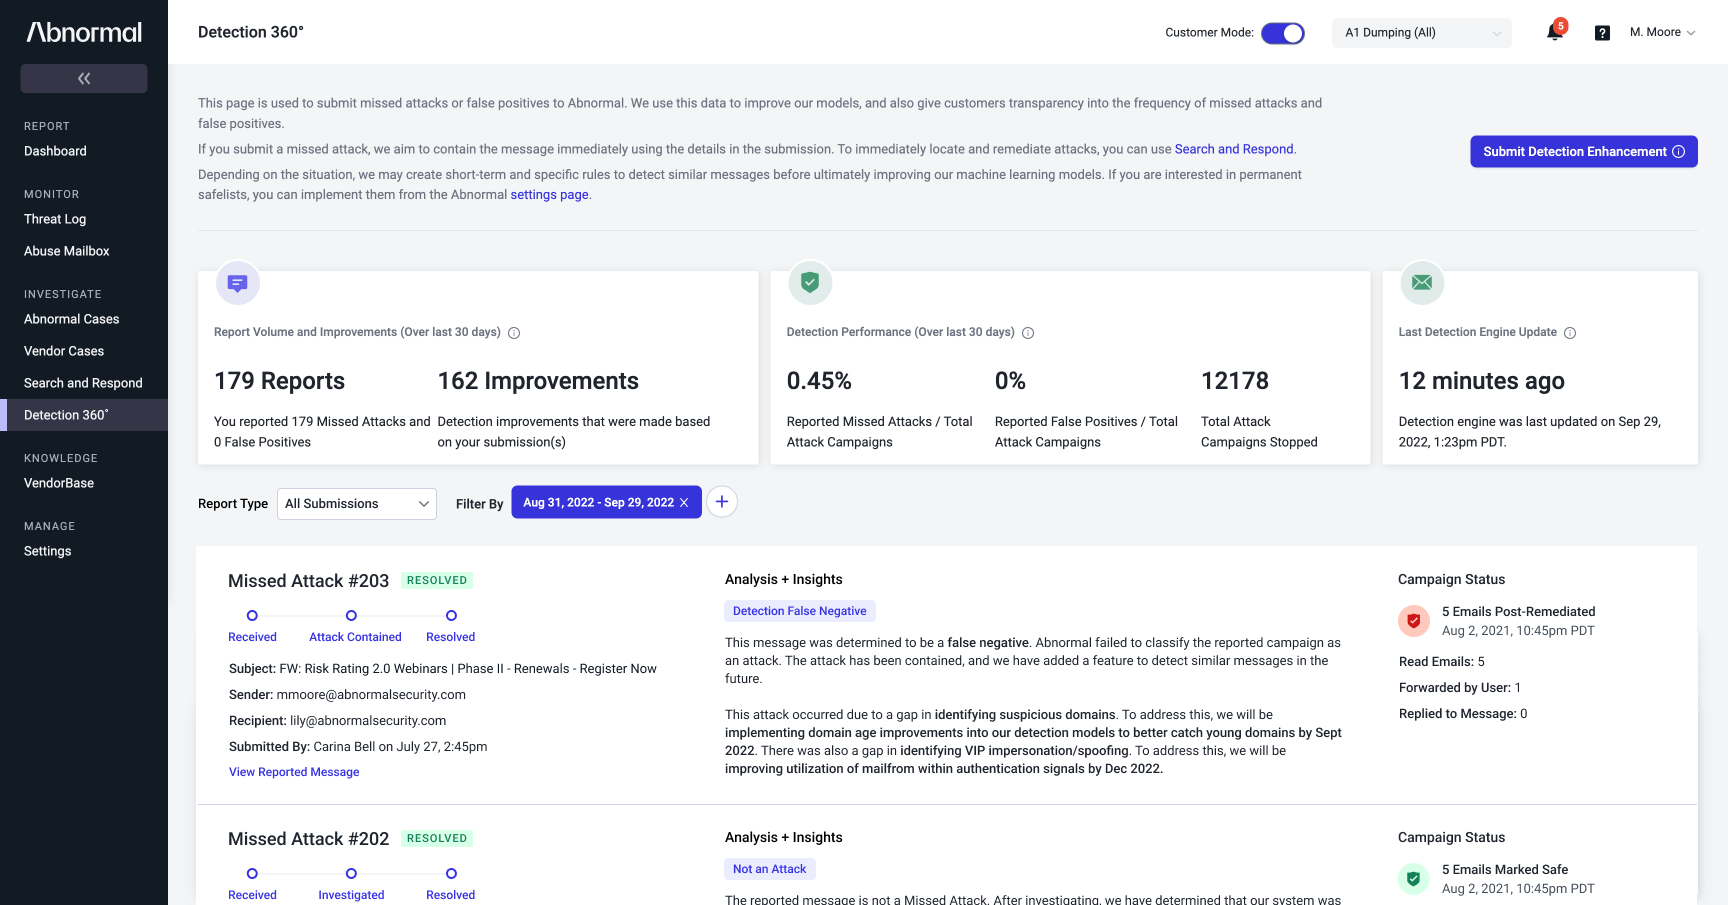 Abnormal
REPORT
Dashboard
MONITOR
Threat Log
Abuse Mailbox
INVESTIGATE
Abnormal Cases
Vendor Cases
Search and Respond
Detection 360°
KNOWLEDGE
VendorBase
MANAGE
Settings
Detection 360°
Customer Mode:
A1 Dumping (All)
5
?
M. Moore
This page is used to submit missed attacks or false positives to Abnormal. We use this data to improve our models, and also give customers transparency into the frequency of missed attacks and
false positives.
If you submit a missed attack, we aim to contain the message immediately using the details in the submission. To immediately locate and remediate attacks, you can use Search and Respond.
Depending on the situation, we may create short-term and specific rules to detect similar messages before ultimately improving our machine learning models. If you are interested in permanent
safelists, you can implement them from the Abnormal settings page.
Submit Detection Enhancement
Report Volume and Improvements (Over last 30 days)
179 Reports
You reported 179 Missed Attacks and
0 False Positives
162 Improvements
Detection improvements that were made based
on your submission(s)
Detection Performance (Over last 30 days)
0.45%
Reported Missed Attacks / Total
Attack Campaigns
0%
Reported False Positives / Total
Attack Campaigns
12178
Total Attack
Campaigns Stopped
Last Detection Engine Update
12 minutes ago
Detection engine was last updated on Sep 29,
2022, 1:23pm PDT.
Report Type
All Submissions
Filter By
Aug 31, 2022 - Sep 29, 2022
Missed Attack #203
RESOLVED
Received
Attack Contained
Resolved
Subject: FW: Risk Rating 2.0 Webinars | Phase II - Renewals - Register Now
Sender: mmoore@abnormalsecurity.com
Recipient: lily@abnormalsecurity.com
Submitted By: Carina Bell on July 27, 2:45pm
View Reported Message
Analysis + Insights
Detection False Negative
This message was determined to be a false negative. Abnormal failed to classify the reported campaign as
an attack. The attack has been contained, and we have added a feature to detect similar messages in the
future.
This attack occurred due to a gap in identifying suspicious domains. To address this, we will be
implementing domain age improvements into our detection models to better catch young domains by Sept
2022. There was also a gap in identifying VIP impersonation/spoofing. To address this, we will be
improving utilization of mailfrom within authentication signals by Dec 2022.
Campaign Status
5 Emails Post-Remediated
Aug 2, 2021, 10:45pm PDT
Read Emails: 5
Forwarded by User: 1
Replied to Message: 0
Missed Attack #202
RESOLVED
Received
Investigated
Resolved
Analysis + Insights
Not an Attack
The reported message is not a Missed Attack. After investigating, we have determined that our system was
Campaign Status
5 Emails Marked Safe
Aug 2, 2021, 10:45pm PDT